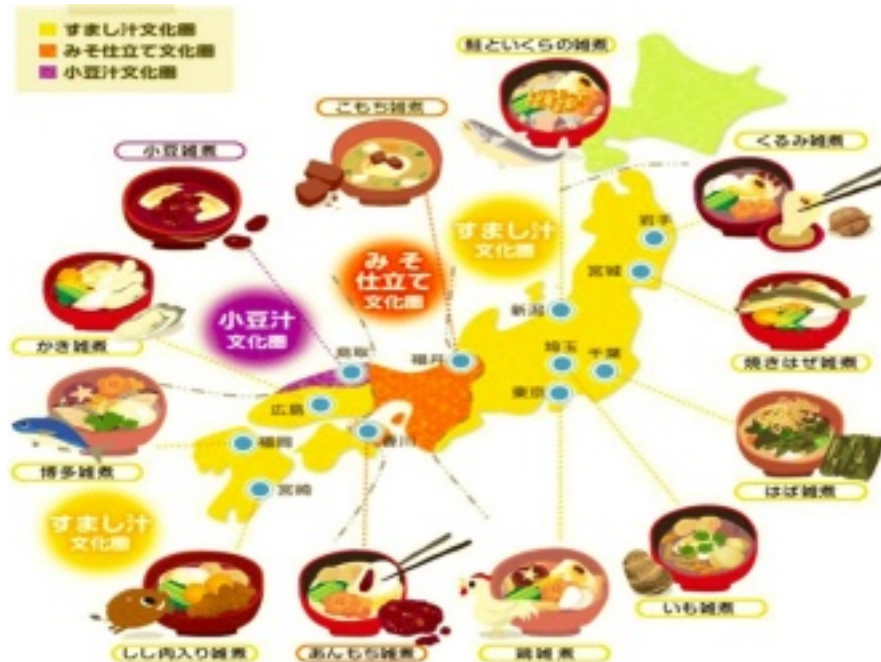 すまし汁文化圏
みそ仕立て文化圏
小豆汁文化圏
鮭といくらの雑煮
こもち雑煮
くるみ雑煮
小豆雑煮
すまし汁
文化圏
岩手
みそ
仕立て
文化圏
宮城
小豆汁
文化圏
新潟
かき雑煮
鳥取
福井
埼玉
千葉
焼きはぜ雑煮
広島
東京
福岡
香川
博多雑煮
宮崎
はば雑煮
すまし汁
文化圏
いも雑煮
しし肉入り雑煮
あんもち雑煮
鶏雑煮